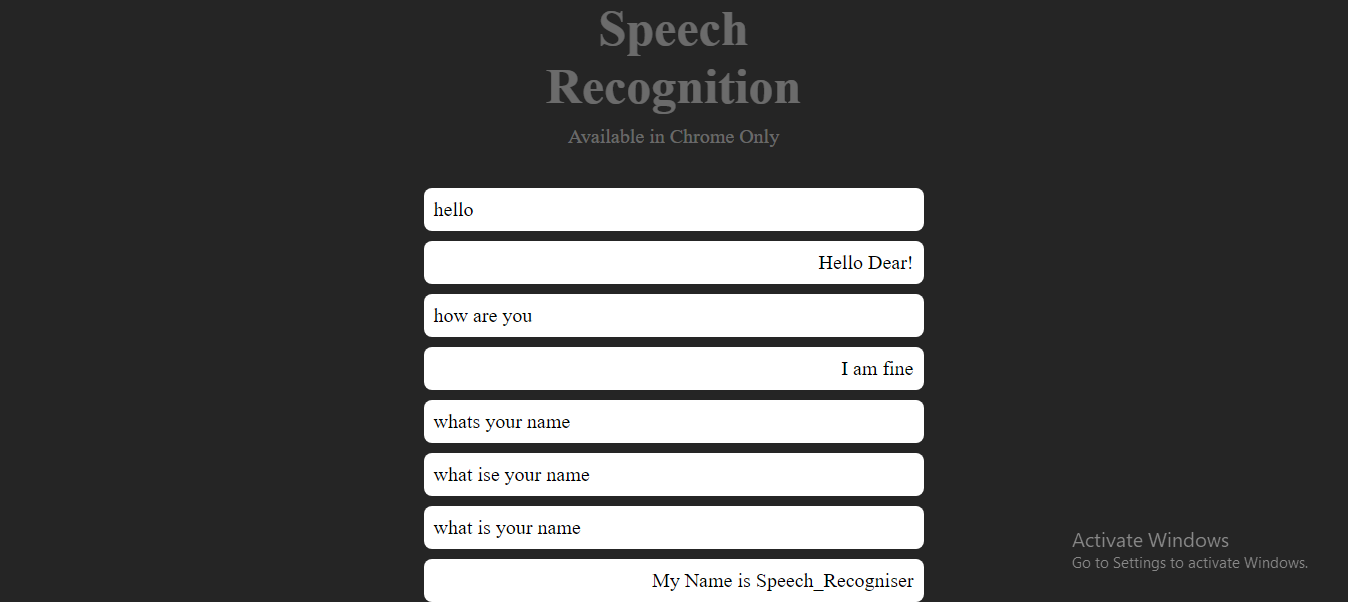 Speech
Recognition
Available in Chrome Only
hello
Hello Dear!
how are you
I am fine
whats your name
what ise your name
what is your name
My Name is Speech_Recogniser
Activate Windows
Go to Settings to activate Windows.